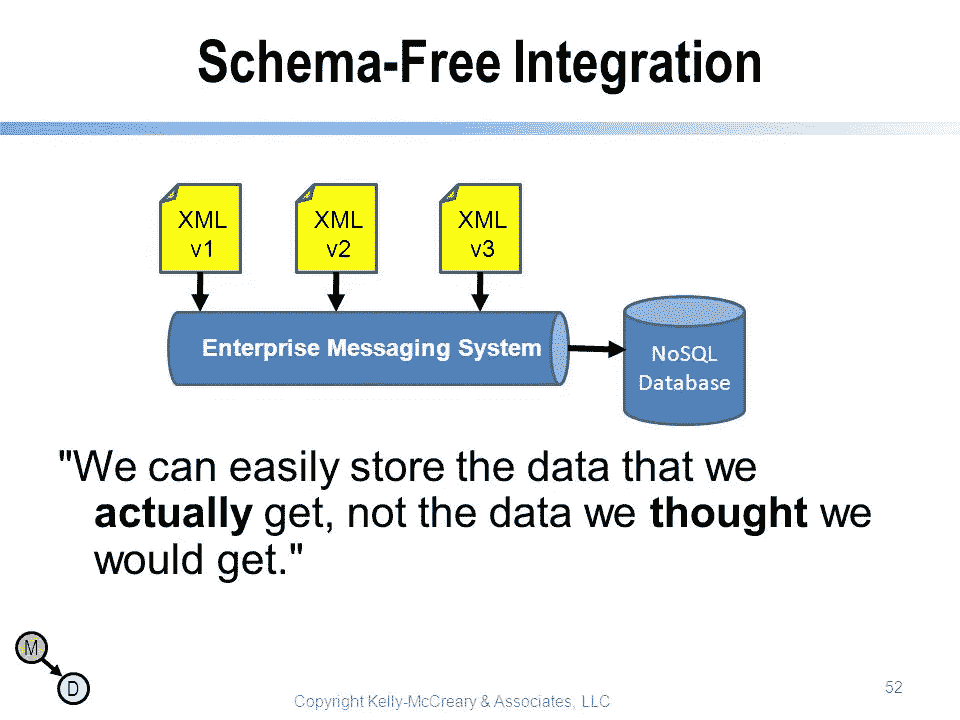 Schema-Free Integration
XML
v1
XML
v2
XML
v3
Enterprise Messaging System
NoSQL
Database
"We can easily store the data that we
actually get, not the data we thought we
would get."
M
D
52
Copyright Kelly-McCreary & Associates, LLC